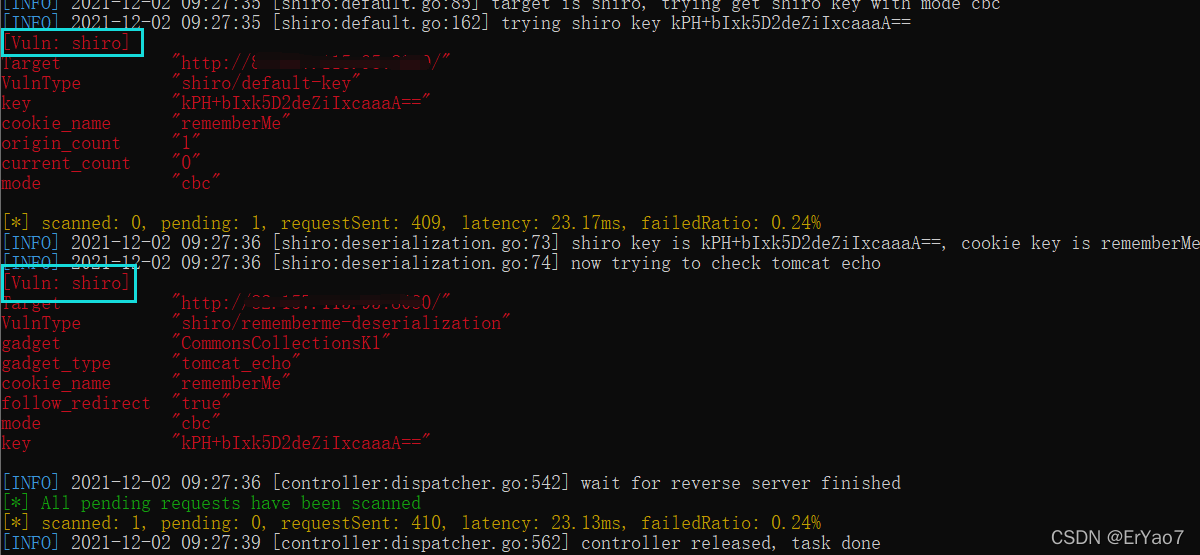 [INFO] 2021-12-02 09:27:35 [shiro:default.go:85] target is shiro, trying get shiro key with mode cbc
[INFO] 2021-12-02 09:27:35 [shiro:default.go:162] trying shiro key kPH+bIxk5D2deZiIxcaaaA==
[Vuln: shiro]
Target "http://8
VulnType "shiro/default-key"
key "kPH+bIxk5D2deZiIxcaaaA=="
cookie_name "rememberMe"
origin_count "1"
current_count "0"
mode "cbc"
[*] scanned: 0, pending: 1, requestSent: 409, latency: 23.17ms, failedRatio: 0.24%
[INFO] 2021-12-02 09:27:36 [shiro:deserialization.go:73] shiro key is kPH+bIxk5D2deZiIxcaaaA==, cookie key is rememberMe
[INFO] 2021-12-02 09:27:36 [shiro:deserialization.go:74] now trying to check tomcat echo
[Vuln: shiro]
Target "http://
VulnType "shiro/rememberme-deserialization"
gadget "CommonsCollectionsK1"
gadget_type "tomcat_echo"
cookie_name "rememberMe"
follow_redirect "true"
mode "cbc"
key "kPH+bIxk5D2deZiIxcaaaA=="
[INFO] 2021-12-02 09:27:36 [controller:dispatcher.go:542] wait for reverse server finished
[*] All pending requests have been scanned
[*] scanned: 1, pending: 0, requestSent: 410, latency: 23.13ms, failedRatio: 0.24%
[INFO] 2021-12-02 09:27:39 [controller:dispatcher.go:562] controller released, task done
CSDN @ErYao7